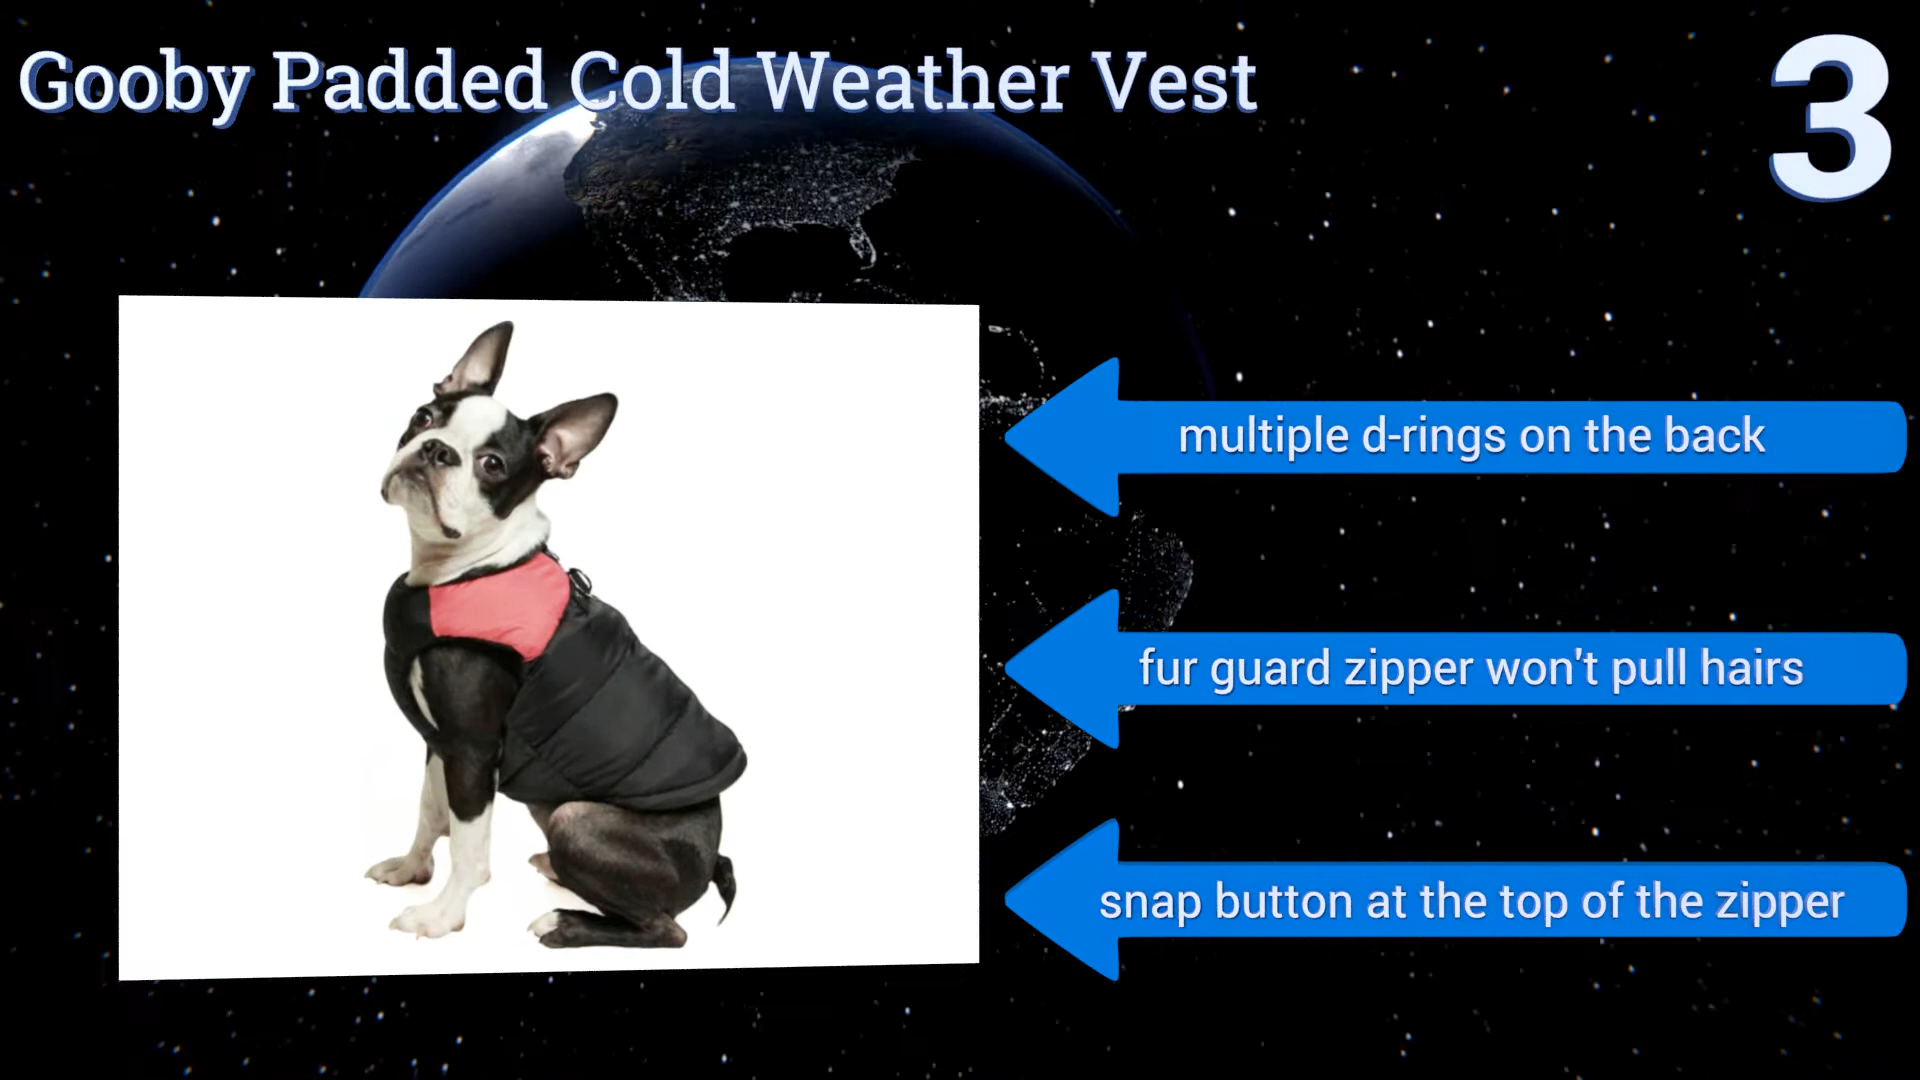 Gooby Padded Cold Weather Vest
3
multiple d-rings on the back
fur guard zipper won't pull hairs
snap button at the top of the zipper